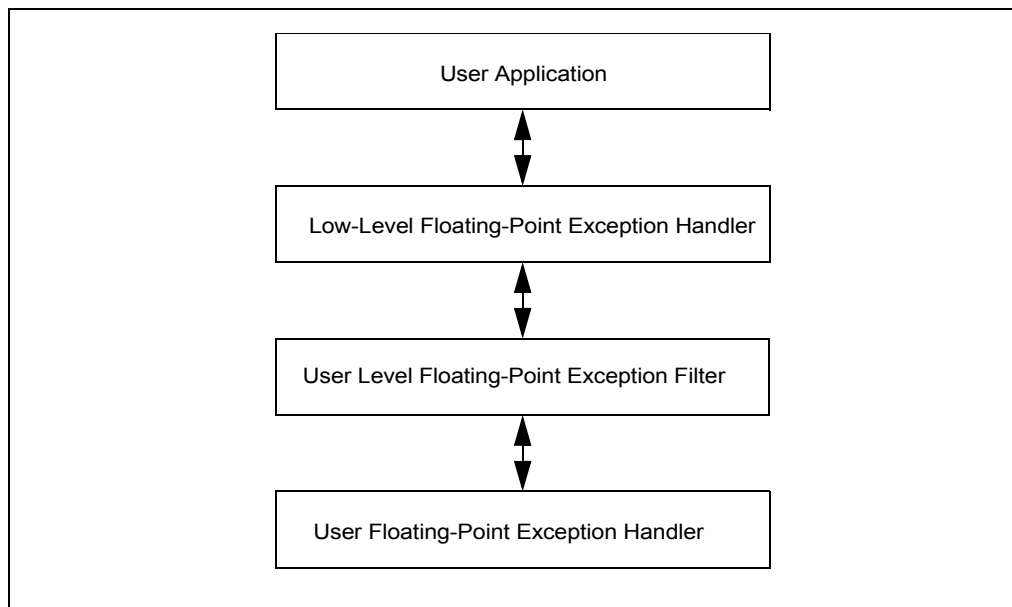 User Application
Low-Level Floating-Point Exception Handler
User Level Floating-Point Exception Filter
User Floating-Point Exception Handler